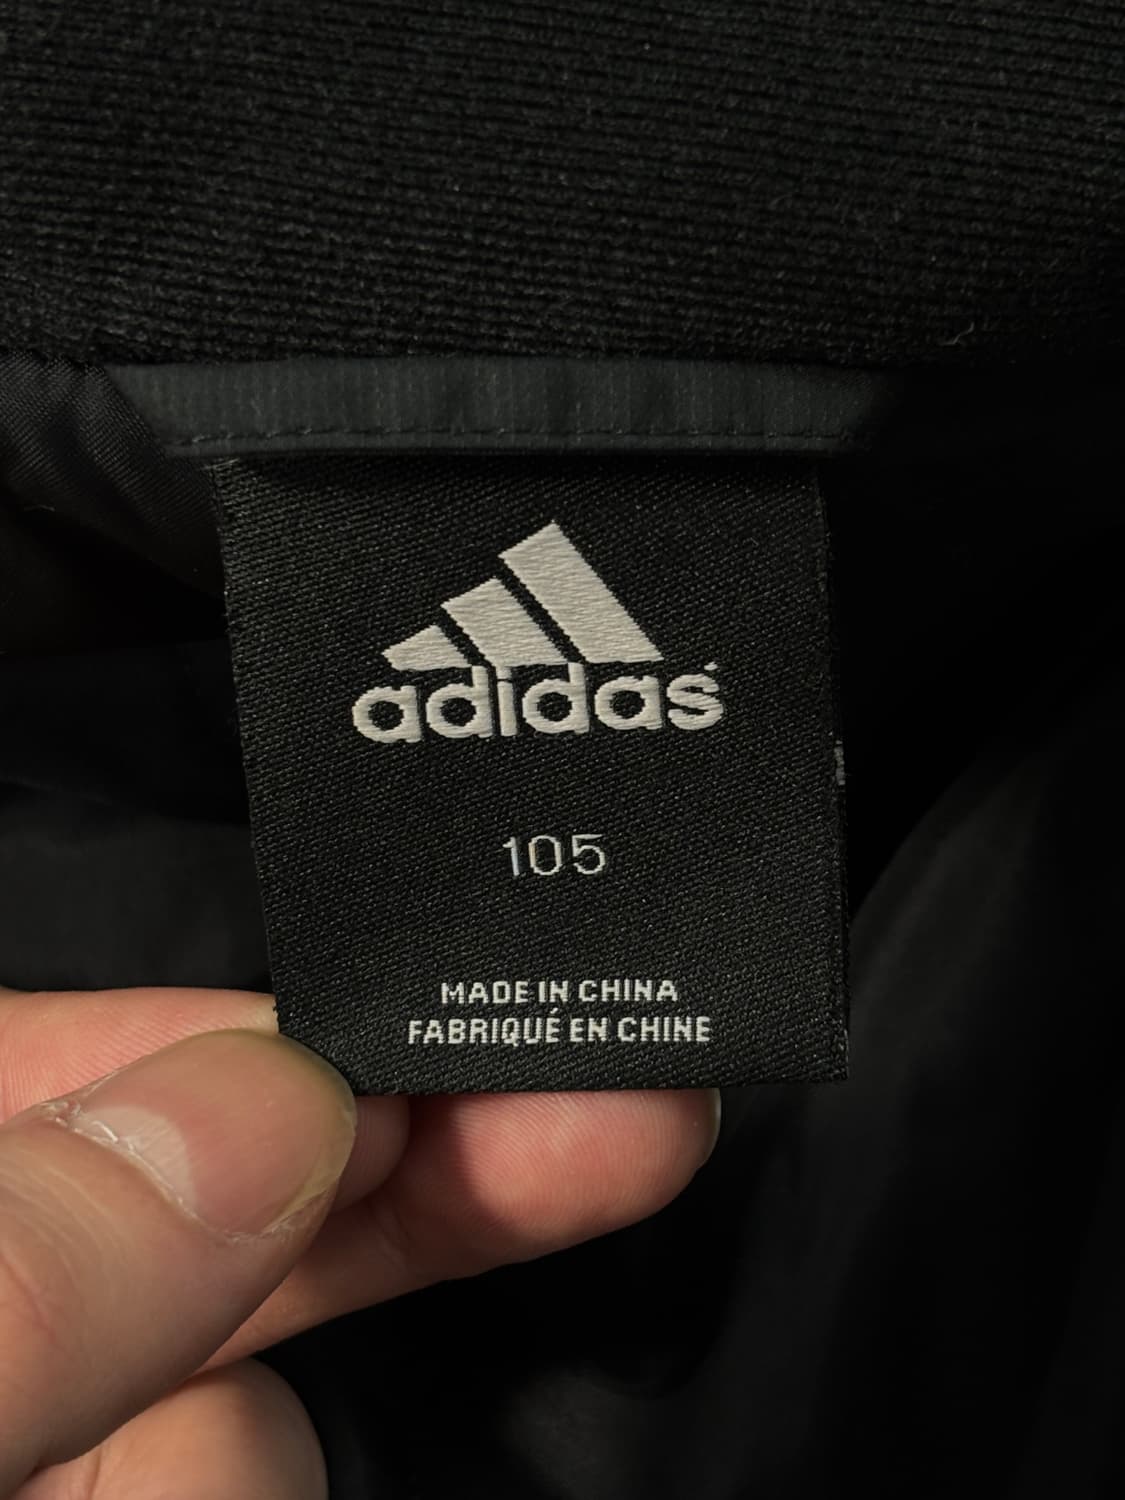 adidas
105
MADE IN CHINA
FABRIQUÉ EN CHINE